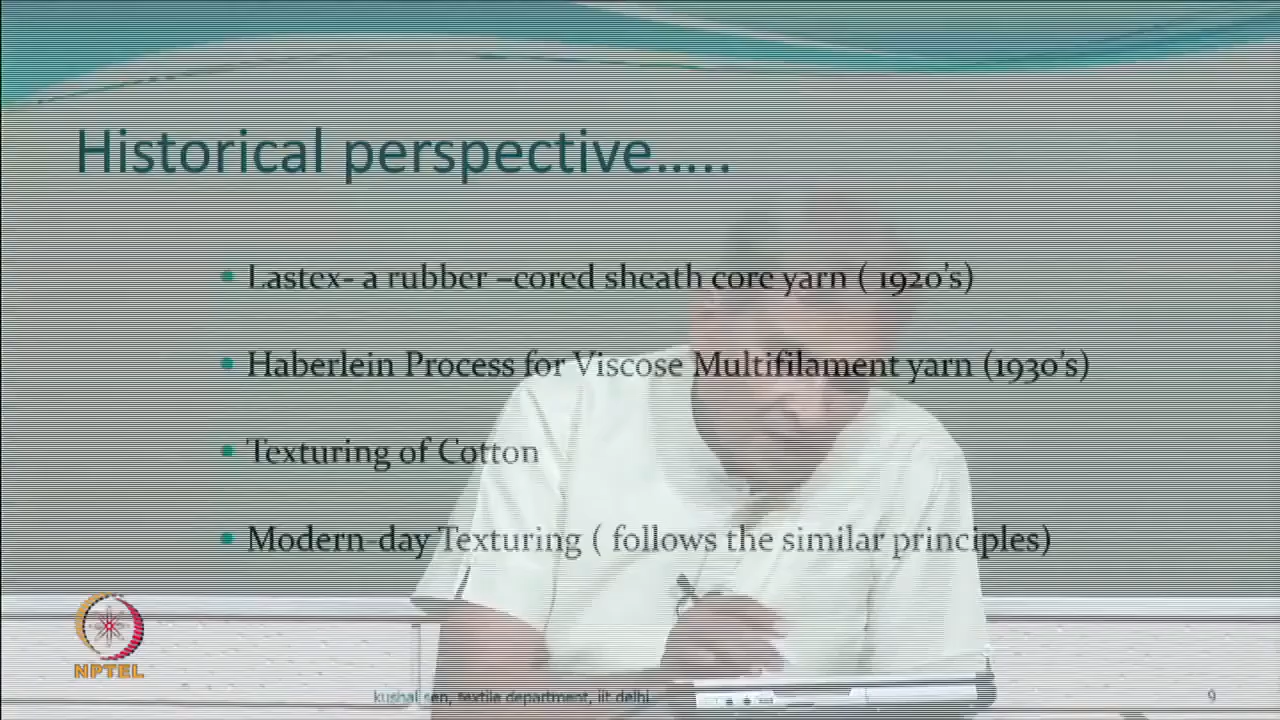 Historical perspective.....
• Lastex- a rubber –cored sheath core yarn ( 1920's)
• Haberlein Process for Viscose Multifilament yarn (1930's)
• Texturing of Cotton
• Modern-day Texturing ( follows the similar principles)
NPTEL
kushal sen, textile department, iit delhi
9